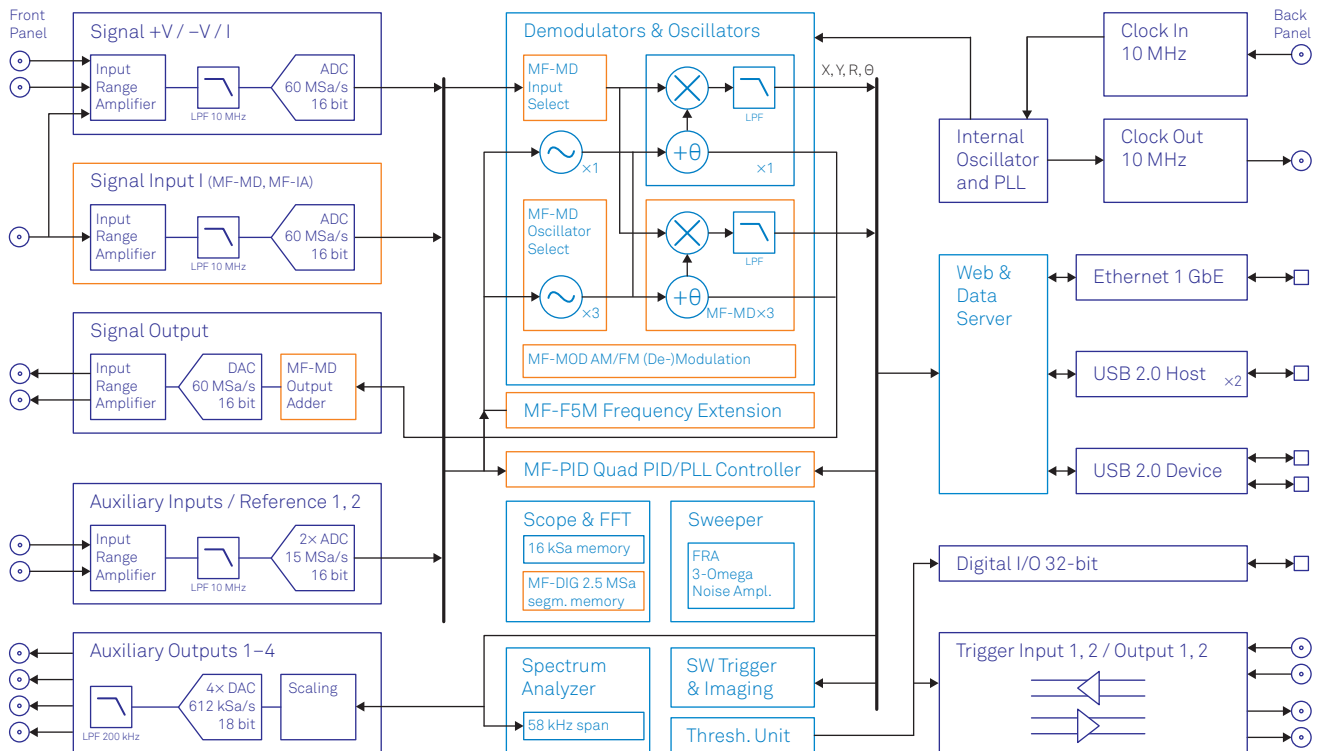 Front
Panel
Signal +V / −V / I
Input
Range
Amplifier
LPF 10 MHz
ADC
60 MSa/s
16 bit
Signal Input I (MF-MD, MF-IA)
Input
Range
Amplifier
LPF 10 MHz
ADC
60 MSa/s
16 bit
Signal Output
Input
Range
Amplifier
DAC
60 MSa/s
16 bit
MF-MD
Output
Adder
Auxiliary Inputs / Reference 1, 2
Input
Range
Amplifier
LPF 10 MHz
2× ADC
15 MSa/s
16 bit
Auxiliary Outputs 1–4
LPF 200 kHz
4× DAC
612 kSa/s
18 bit
Scaling
Demodulators & Oscillators
MF-MD
Input
Select
LPF
×1
+θ
×1
MF-MD
Oscillator
Select
LPF
×3
+θ
MF-MD×3
MF-MOD AM/FM (De-)Modulation
MF-F5M Frequency Extension
MF-PID Quad PID/PLL Controller
Scope & FFT
16 kSa memory
MF-DIG 2.5 MSa
segm. memory
Sweeper
FRA
3-Omega
Noise Ampl.
Spectrum
Analyzer
58 kHz span
SW Trigger
& Imaging
Thresh. Unit
X, Y, R, Θ
Back
Panel
Clock In
10 MHz
Internal
Oscillator
and PLL
Clock Out
10 MHz
Web &
Data
Server
Ethernet 1 GbE
USB 2.0 Host ×2
USB 2.0 Device
Digital I/O 32-bit
Trigger Input 1, 2 / Output 1, 2